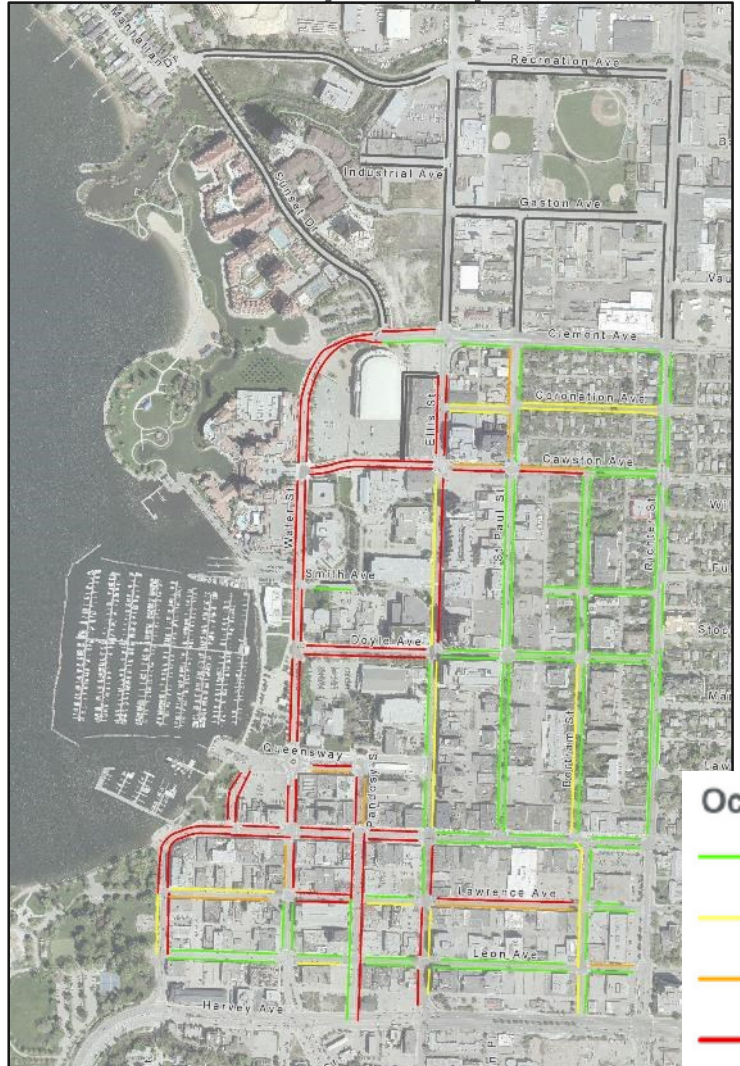 Manhattan Dr
Recreation Ave
Industrial Ave
Sunset Dr
Gaston Ave
Clement Ave
Coronation Ave
Ellis St
Cawston Ave
Water St
St. Paul St
Richter St
Smith Ave
Doyle Ave
Queensway
Bertram St
Pandosy St
Oc
Lawrence Ave
Leon Ave
Harvey Ave